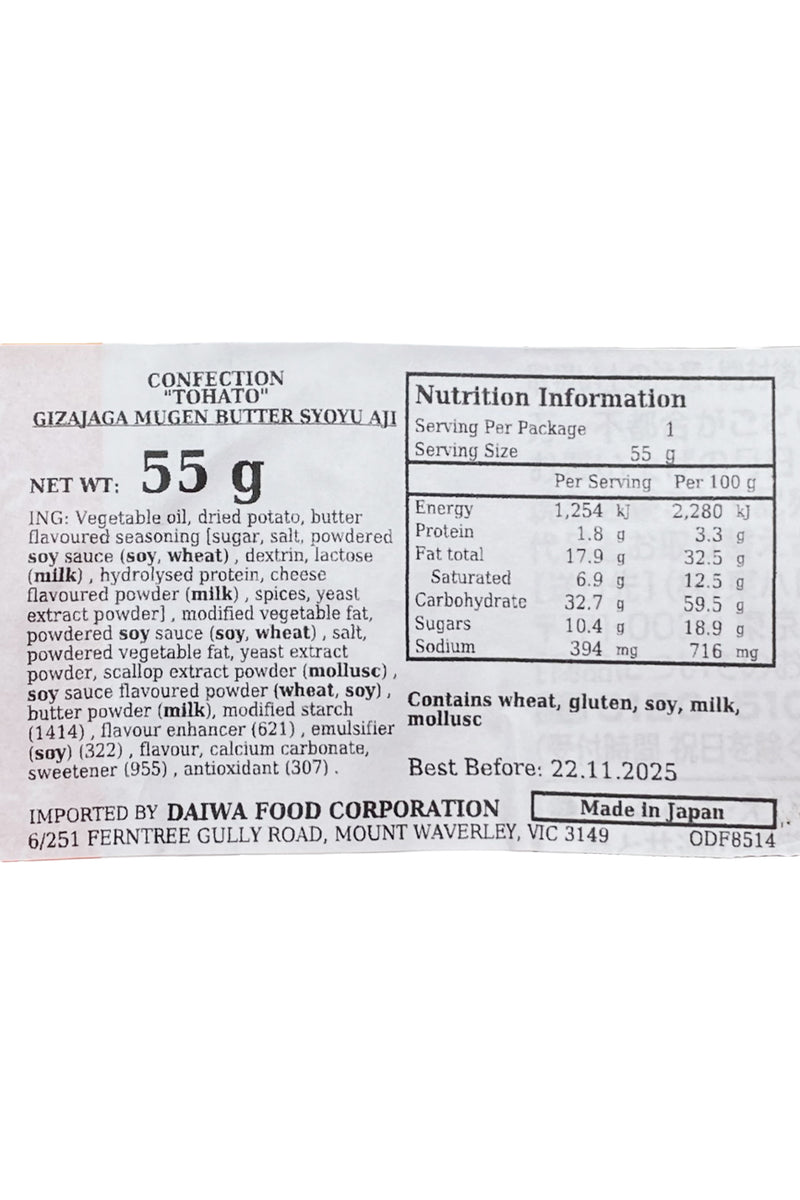 CONFECTION
"TOHATO"
GIZAJAGA MUGEN BUTTER SYOYU AJI
NET WT: 55 g
ING: Vegetable oil, dried potato, butter
flavoured seasoning [sugar, salt, powdered
soy sauce (soy, wheat) , dextrin, lactose
(milk) , hydrolysed protein, cheese
flavoured powder (milk) , spices, yeast
extract powder] , modified vegetable fat,
powdered soy sauce (soy, wheat) , salt,
powdered vegetable fat, yeast extract
powder, scallop extract powder (mollusc) ,
soy sauce flavoured powder (wheat, soy) ,
butter powder (milk), modified starch
(1414) , flavour enhancer (621) , emulsifier
(soy) (322) , flavour, calcium carbonate,
sweetener (955) , antioxidant (307) .
Nutrition Information
Serving Per Package 1
Serving Size 55 g
Per Serving Per 100 g
Energy 1,254 kJ 2,280 kJ
Protein 1.8 g 3.3 g
Fat total 17.9 g 32.5 g
Saturated 6.9 g 12.5 g
Carbohydrate 32.7 g 59.5 g
Sugars 10.4 g 18.9 g
Sodium 394 mg 716 mg
Contains wheat, gluten, soy, milk,
mollusc
Best Before: 22.11.2025
IMPORTED BY DAIWA FOOD CORPORATION Made in Japan
6/251 FERNTREE GULLY ROAD, MOUNT WAVERLEY, VIC 3149 ODF8514